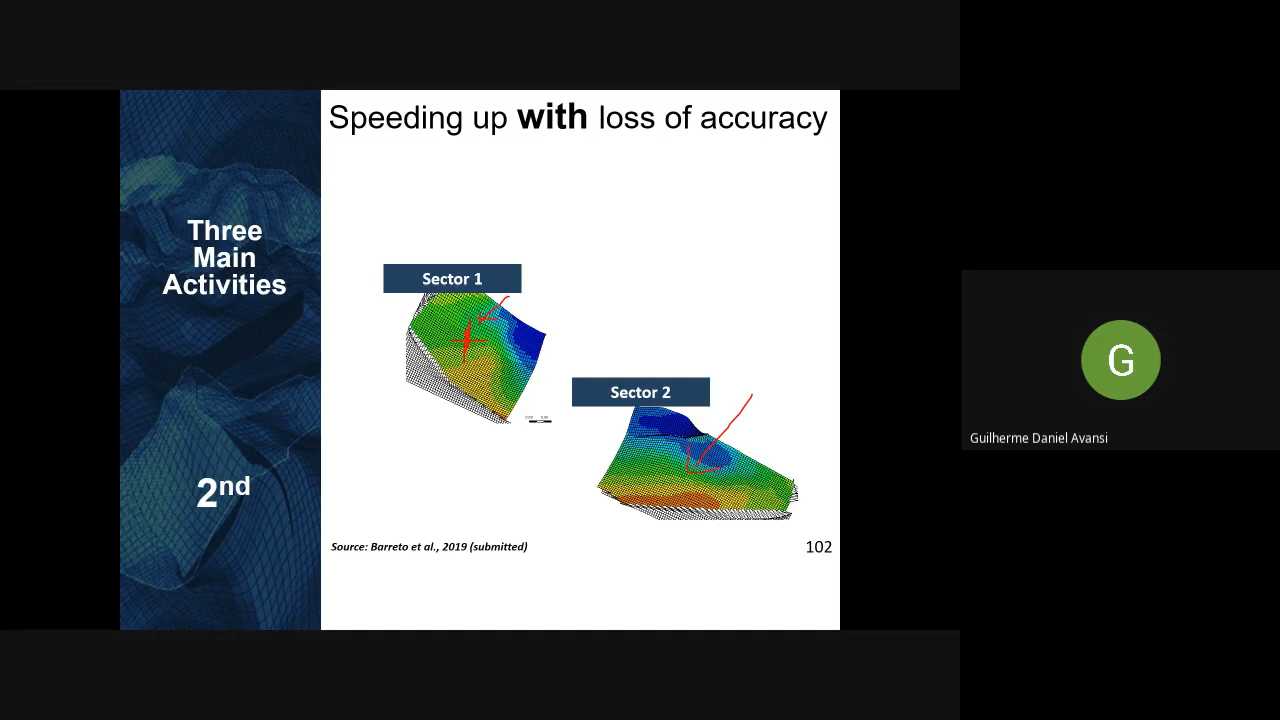 Speeding up with loss of accuracy
Three
Main
Activities
2nd
Sector 1
Sector 2
Source: Barreto et al., 2019 (submitted)
102
G
Guilherme Daniel Avansi